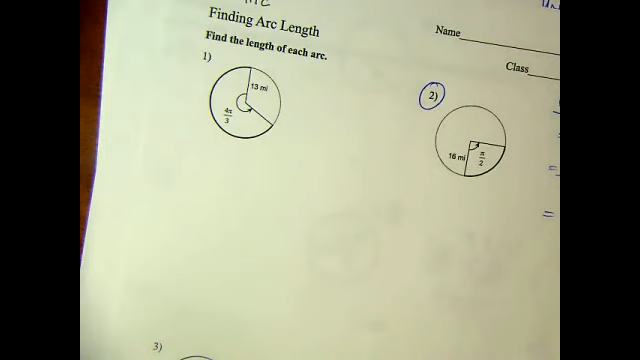 Finding Arc Length
Name
Find the length of each arc.
Class
1)
13 mi
4π
3
2)
16 mi
π
2
3)
=
=